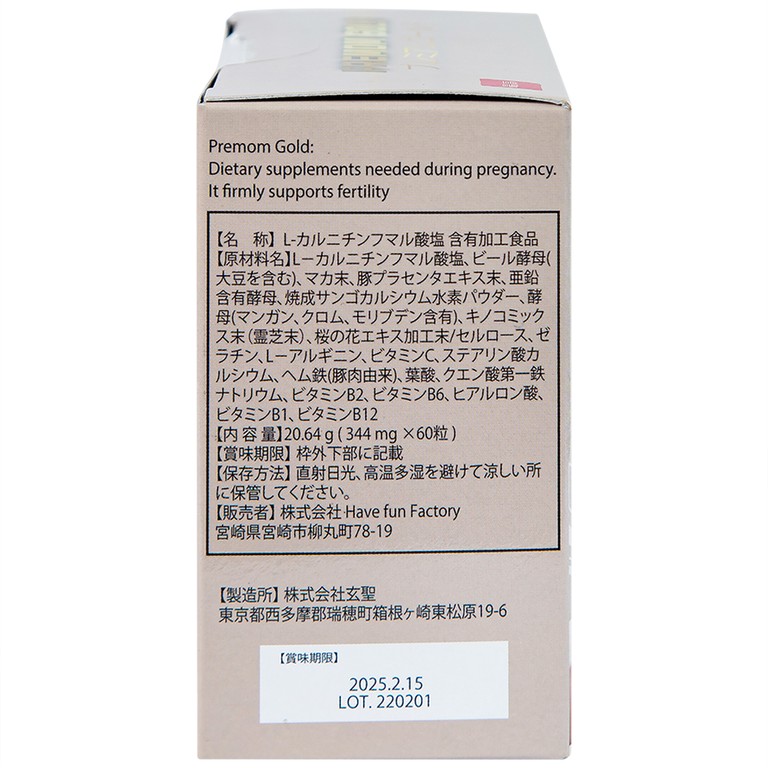 Premom Gold:
Dietary supplements needed during pregnancy.
It firmly supports fertility
【名　称】 L-カルニチンフマル酸塩 含有加工食品
【原材料名】L－カルニチンフマル酸塩、ビール酵母(
大豆を含む)、マカ末、豚プラセンタエキス末、亜鉛
含有酵母、焼成サンゴカルシウム水素パウダー、酵
母(マンガン、クロム、モリブデン含有)、キノコミック
ス末（霊芝末）、桜の花エキス加工末/セルロース、ゼ
ラチン、L－アルギニン、ビタミンC、ステアリン酸カ
ルシウム、ヘム鉄(豚肉由来)、葉酸、クエン酸第一鉄
ナトリウム、ビタミンB2、ビタミンB6、ヒアルロン酸、
ビタミンB1、ビタミンB12
【内 容 量】20.64 g ( 344 mg ×60粒 )
【賞味期限】 枠外下部に記載
【保存方法】 直射日光、高温多湿を避けて涼しい所
に保管してください。
【販売者】 株式会社 Have fun Factory
宮崎県宮崎市柳丸町78-19
【製造所】 株式会社玄聖
東京都西多摩郡瑞穂町箱根ヶ崎東松原19-6
【賞味期限】
2025.2.15
LOT. 220201